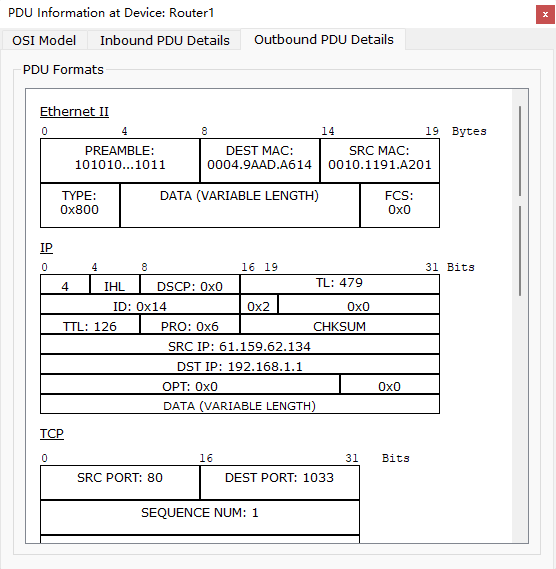 PDU Information at Device: Router1
x
OSI Model Inbound PDU Details Outbound PDU Details
PDU Formats
Ethernet II
0 4 8 14 19 Bytes
PREAMBLE: DEST MAC: SRC MAC:
101010...1011 0004.9AAD.A614 0010.1191.A201
TYPE: DATA (VARIABLE LENGTH) FCS:
0x800 0x0
IP
0 4 8 16 19 31 Bits
4 IHL DSCP: 0x0 TL: 479
ID: 0x14 0x2 0x0
TTL: 126 PRO: 0x6 CHKSUM
SRC IP: 61.159.62.134
DST IP: 192.168.1.1
OPT: 0x0 0x0
DATA (VARIABLE LENGTH)
TCP
0 16 31 Bits
SRC PORT: 80 DEST PORT: 1033
SEQUENCE NUM: 1